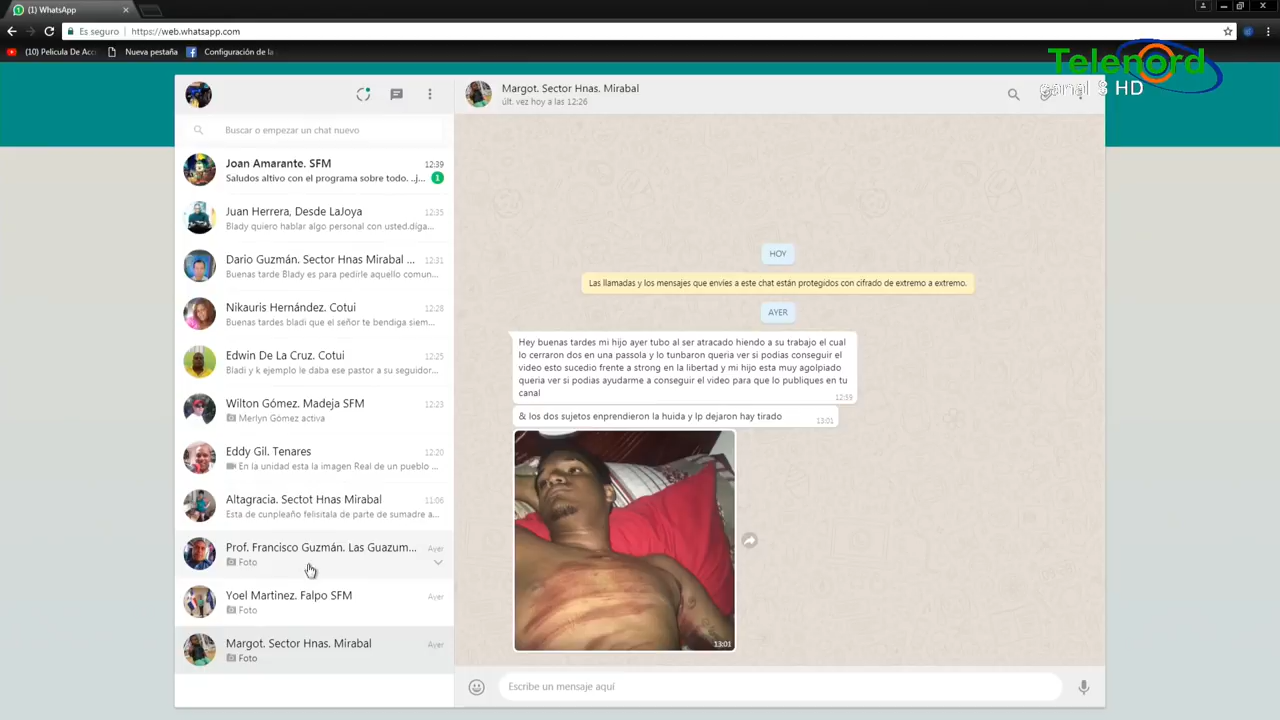 (1) WhatsApp
Es seguro
https://web.whatsapp.com
(10) Pelicula De Acc
Nueva pestaña
Configuración de la
Telenord
canal 8 HD
Buscar o empezar un chat nuevo
Joan Amarante. SFM
12:39
Saludos altivo con el programa sobre todo. ..j...
1
Juan Herrera, Desde LaJoya
12:35
Blady quiero hablar algo personal con usted.diga...
Dario Guzmán. Sector Hnas Mirabal ...
12:31
Buenas tarde Blady es para pedirle aquello comun...
Nikauris Hernández. Cotui
12:26
Buenas tardes bladi que el señor te bendiga siem...
Edwin De La Cruz. Cotui
12:25
Bladi y k ejemplo le daba ese pastor a su seguidor...
Wilton Gómez. Madeja SFM
12:23
Merlyn Gómez activa
Eddy Gil. Tenares
12:20
En la unidad esta la imagen Real de un pueblo ...
Altagracia. Sectot Hnas Mirabal
11:06
Esta de cunpleaño felisitala de parte de sumadre a...
Prof. Francisco Guzmán. Las Guazum...
Ayer
Foto
Yoel Martinez. Falpo SFM
Ayer
Foto
Margot. Sector Hnas. Mirabal
Ayer
Foto
Margot. Sector Hnas. Mirabal
últ. vez hoy a las 12:26
HOY
Las llamadas y los mensajes que envíes a este chat están protegidos con cifrado de extremo a extremo.
AYER
Hey buenas tardes mi hijo ayer tubo al ser atracado hiendo a su trabajo el cual
lo cerraron dos en una passola y lo tunbaron queria ver si podias conseguir el
video esto sucedio frente a strong en la libertad y mi hijo esta muy agolpiado
queria ver si podias ayudarme a conseguir el video para que lo publiques en tu
canal
12:59
& los dos sujetos enprendieron la huida y lp dejaron hay tirado
13:01
13:01
Escribe un mensaje aquí